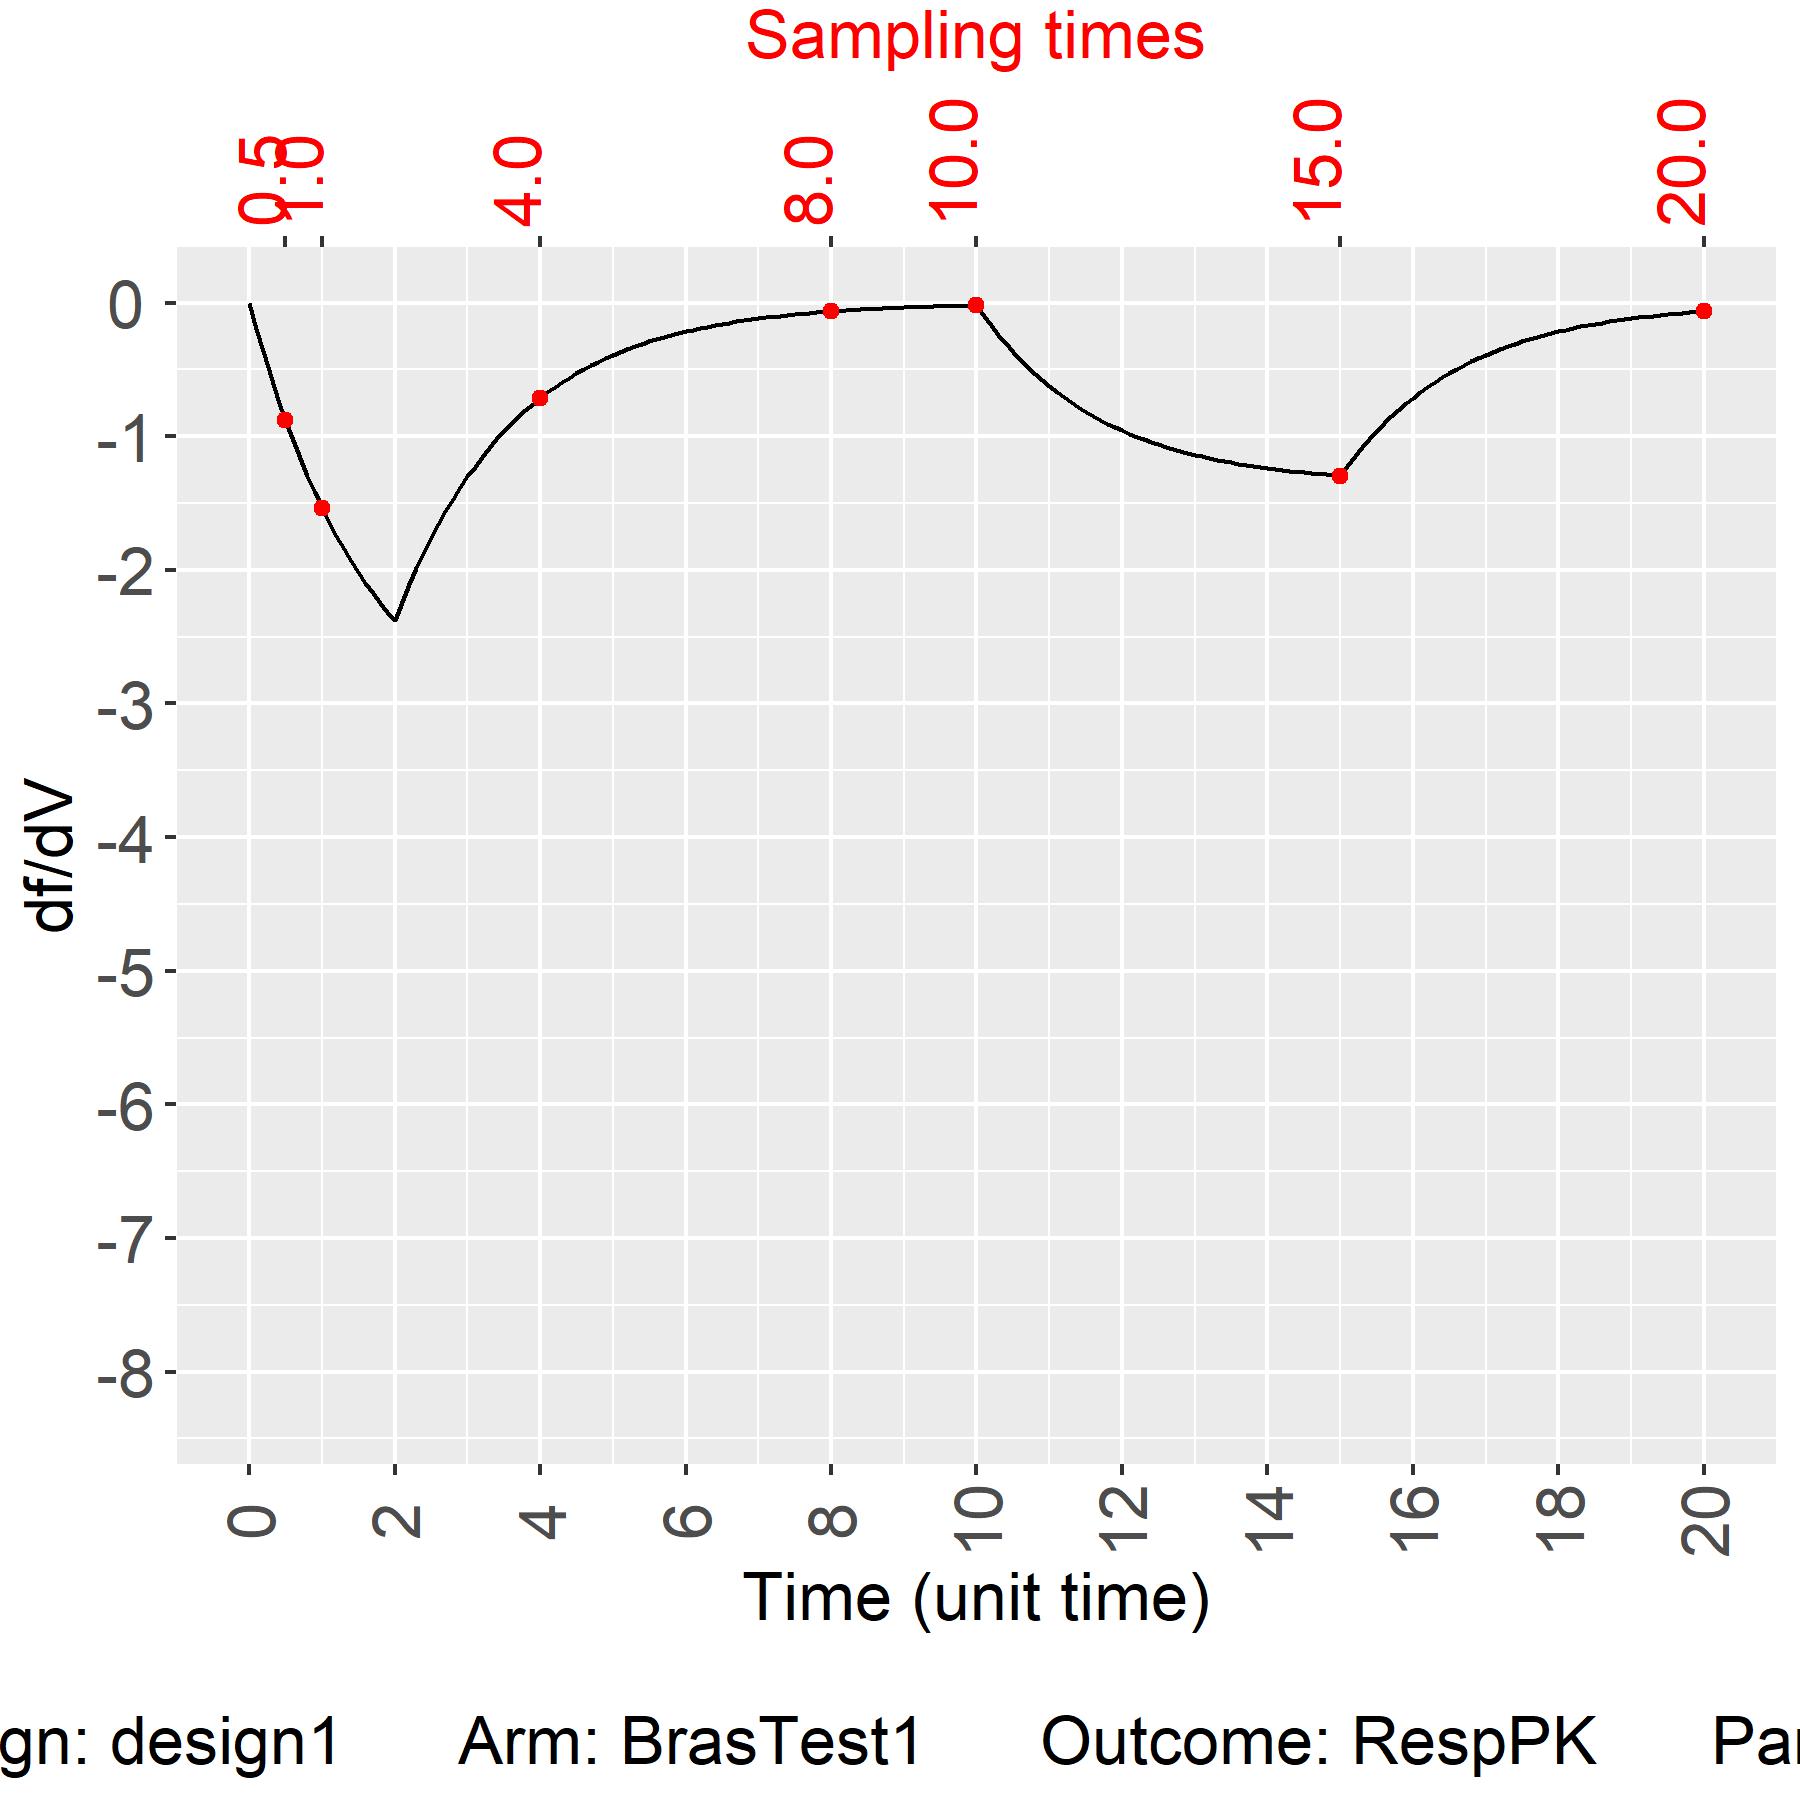 Sampling times
0.5 1.0 4.0 8.0 10.0 15.0 20.0
0
-1
-2
-3
-4
-5
-6
-7
-8
df/dV
0 2 4 6 8 10 12 14 16 18 20
Time (unit time)
gn: design1 Arm: BrasTest1 Outcome: RespPK